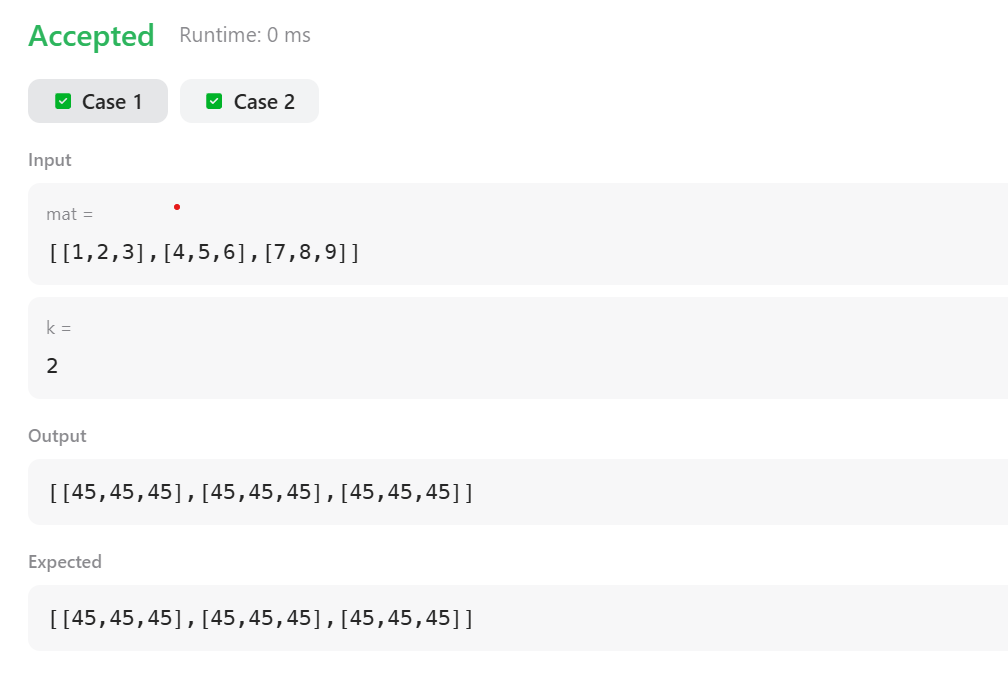 Accepted Runtime: 0 ms
Case 1 Case 2
Input
mat =
[[1,2,3],[4,5,6],[7,8,9]]
k =
2
Output
[[45,45,45],[45,45,45],[45,45,45]]
Expected
[[45,45,45],[45,45,45],[45,45,45]]